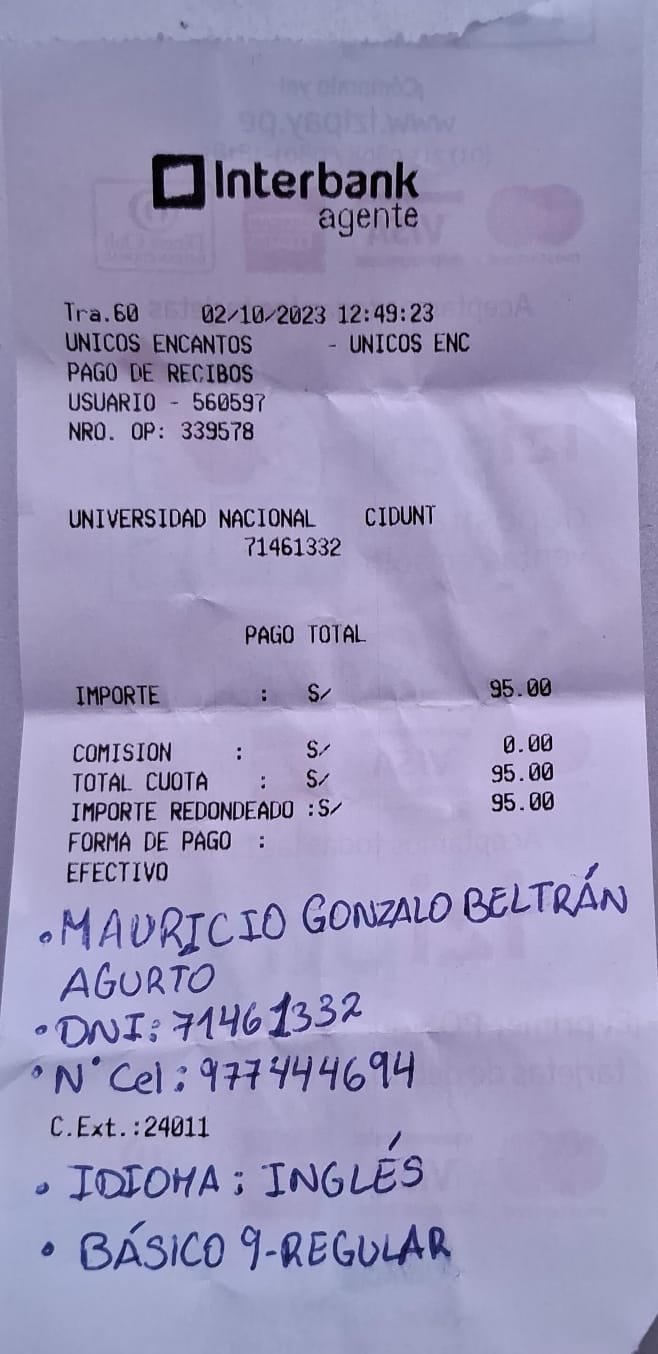 Interbank
agente
Tra.60 02/10/2023 12:49:23
UNICOS ENCANTOS - UNICOS ENC
PAGO DE RECIBOS
USUARIO - 560597
NRO. OP: 339578
UNIVERSIDAD NACIONAL CIDUNT
71461332
PAGO TOTAL
IMPORTE : S/ 95.00
COMISION : S/ 0.00
TOTAL CUOTA : S/ 95.00
IMPORTE REDONDEADO :S/ 95.00
FORMA DE PAGO :
EFECTIVO
• MAURICIO GONZALO BELTRÁN
AGURTO
• DNI: 71461332
• N° Cel: 977444694
C.Ext.:24011
• IDIOMA: INGLÉS
• BÁSICO 9-REGULAR